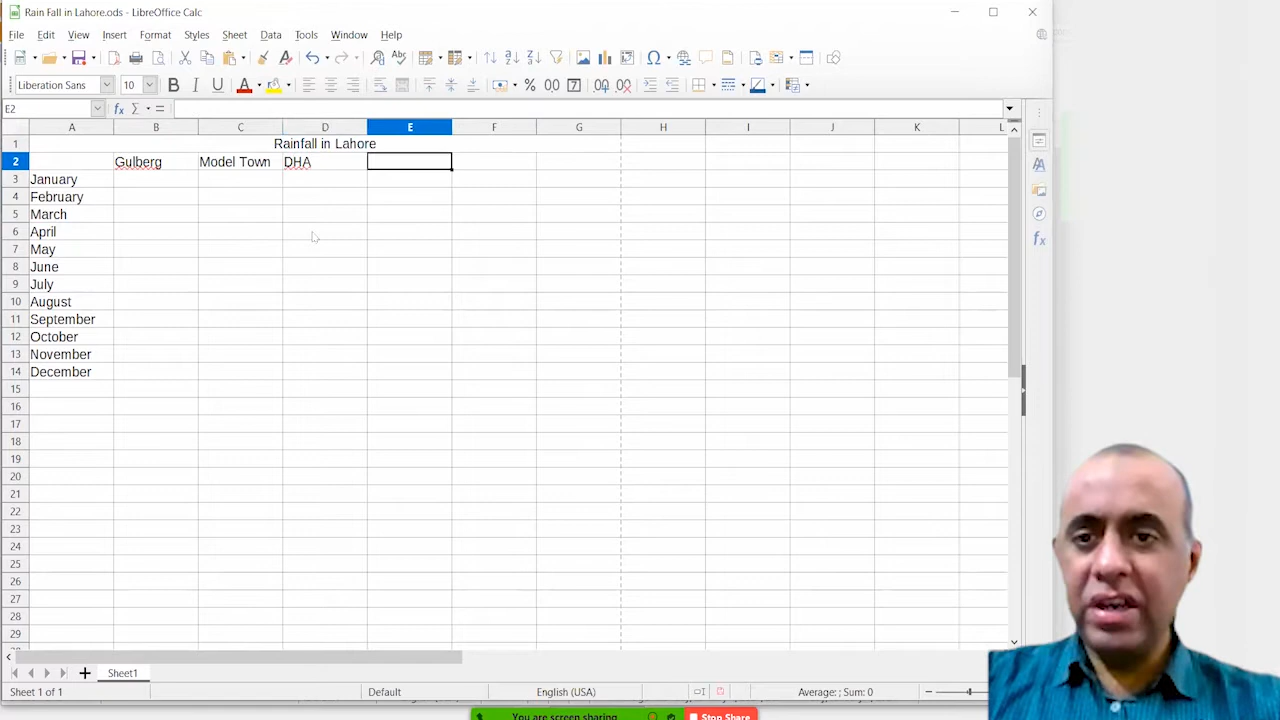 Rain Fall in Lahore.ods - LibreOffice Calc
File Edit View Insert Format Styles Sheet Data Tools Window Help
Liberation Sans 10
E2
A B C D E F G H I J K L
1 Rainfall in Lahore
2 Gulberg Model Town DHA
3 January
4 February
5 March
6 April
7 May
8 June
9 July
10 August
11 September
12 October
13 November
14 December
15
16
17
18
19
20
21
22
23
24
25
26
27
28
29
Sheet1
Sheet 1 of 1 Default English (USA) Average: ; Sum: 0
You are screen sharing Stop Share